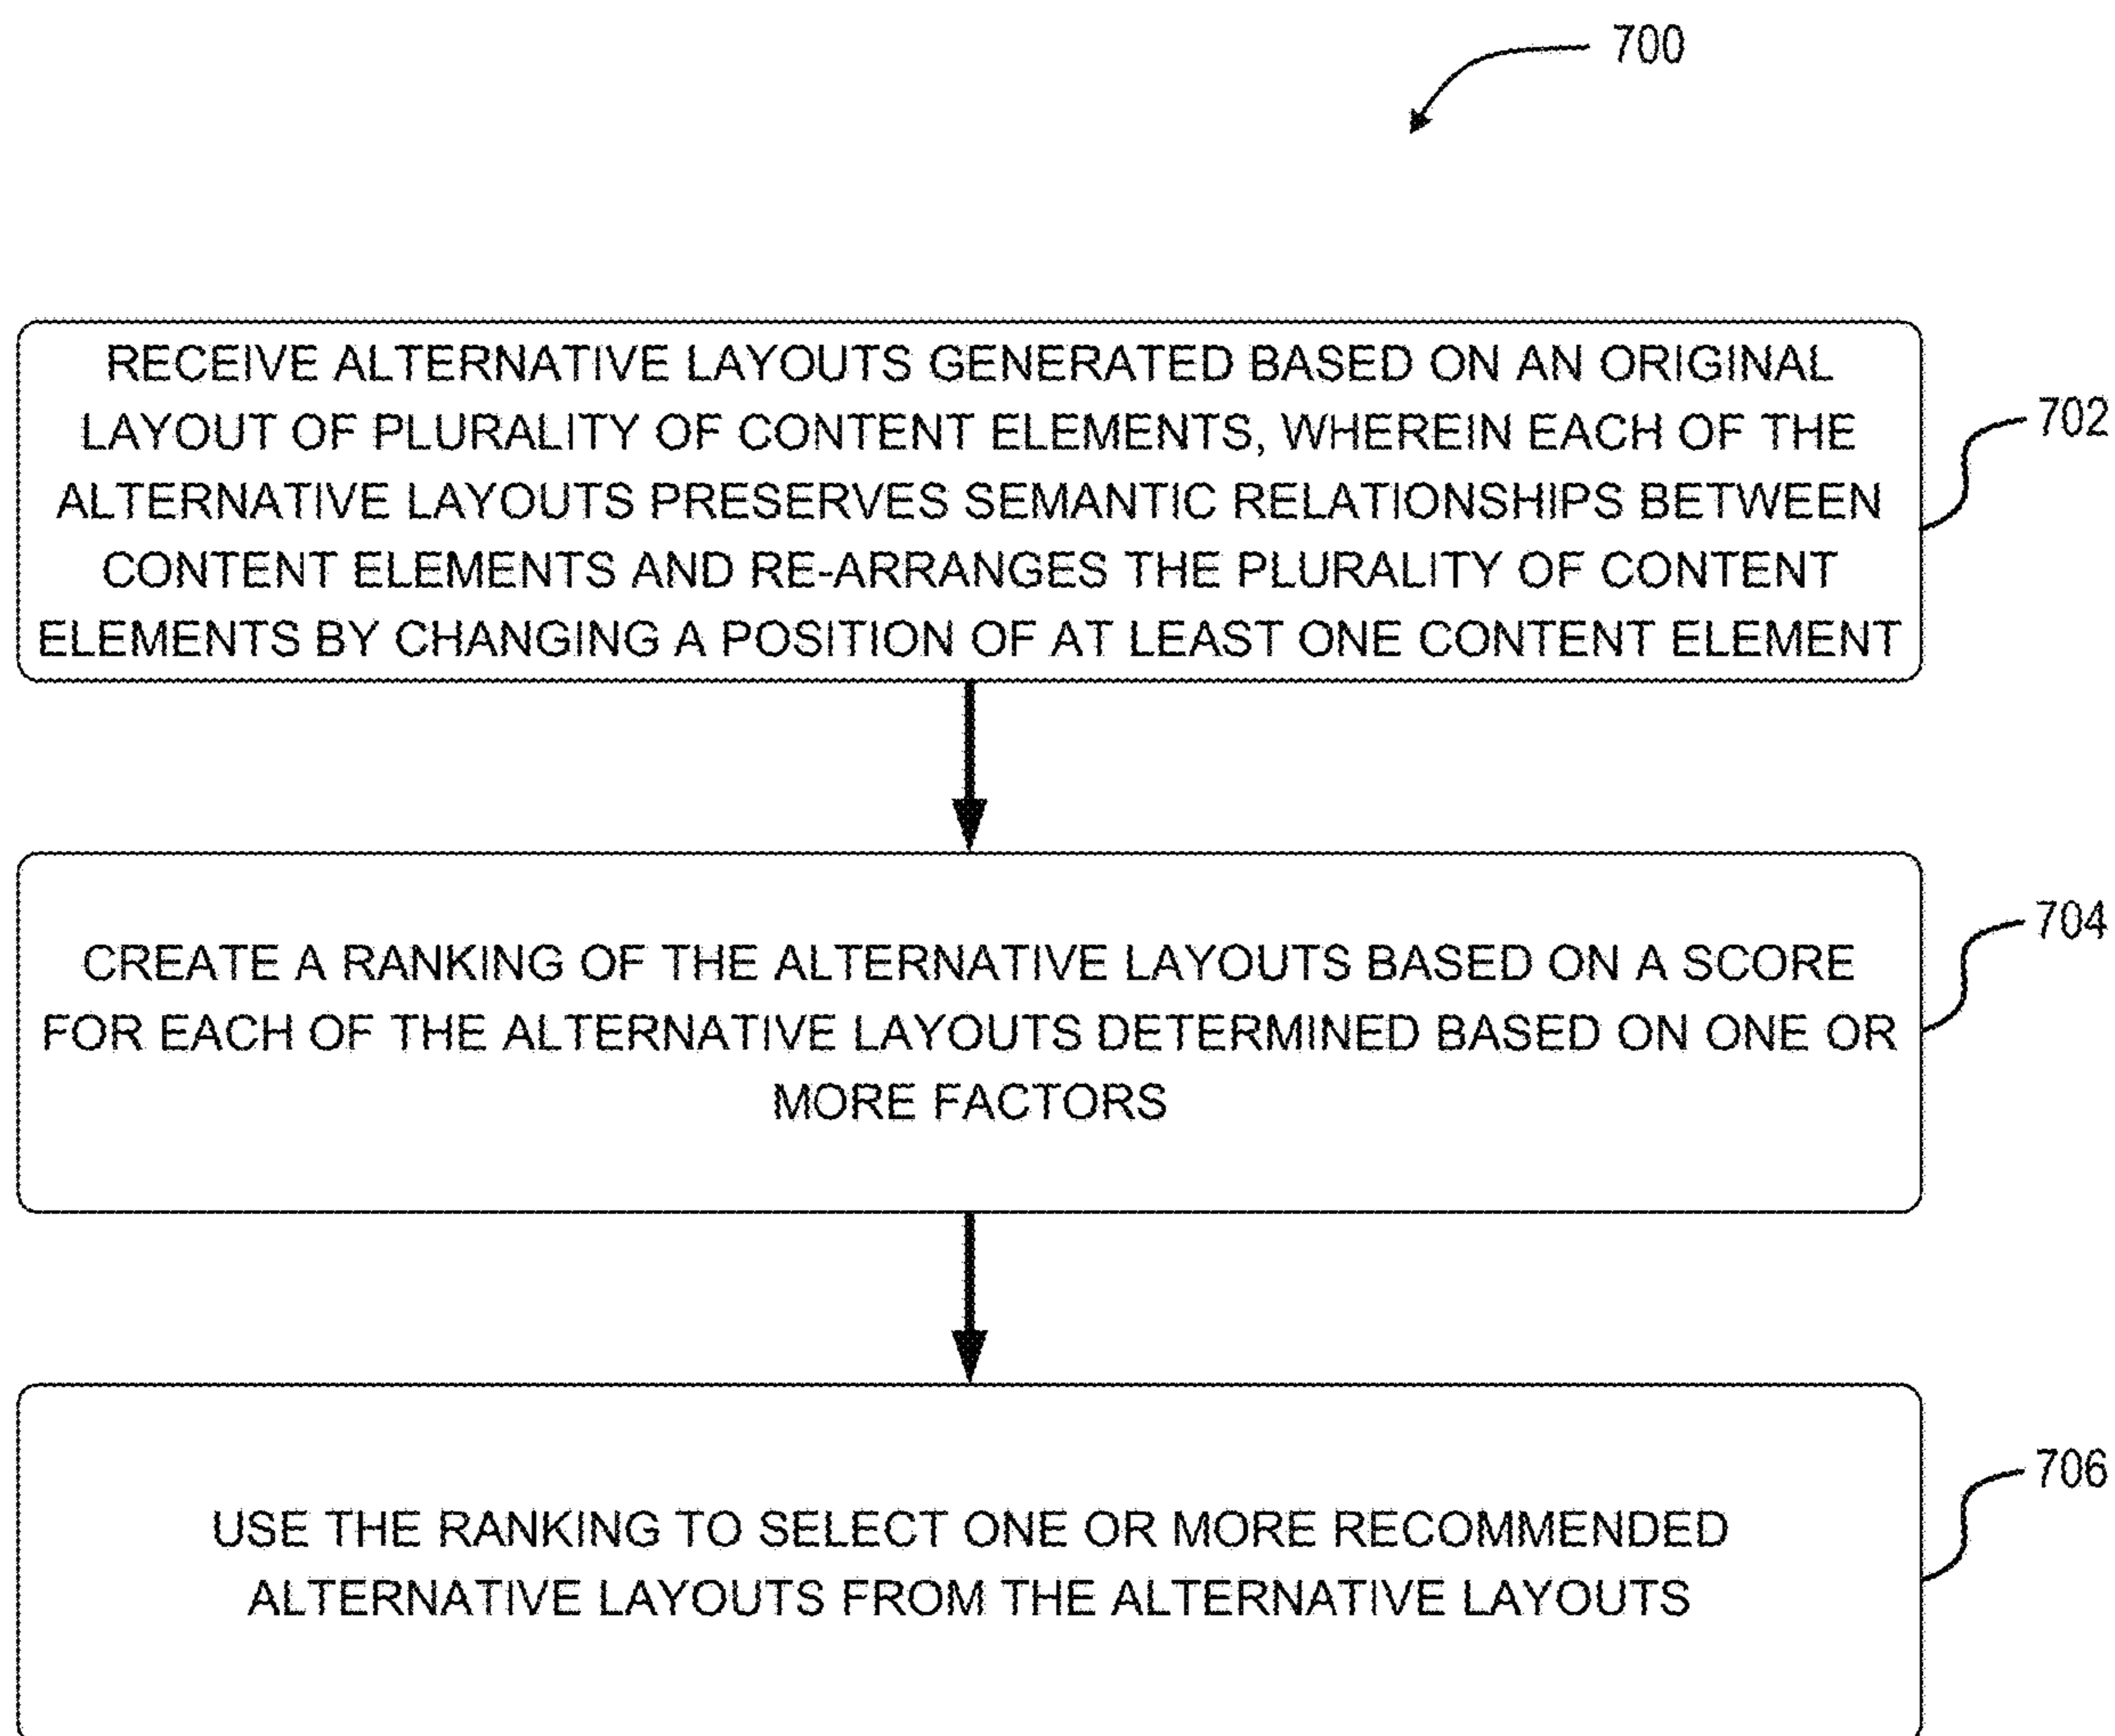 700
RECEIVE ALTERNATIVE LAYOUTS GENERATED BASED ON AN ORIGINAL
LAYOUT OF PLURALITY OF CONTENT ELEMENTS, WHEREIN EACH OF THE
ALTERNATIVE LAYOUTS PRESERVES SEMANTIC RELATIONSHIPS BETWEEN
CONTENT ELEMENTS AND RE-ARRANGES THE PLURALITY OF CONTENT
ELEMENTS BY CHANGING A POSITION OF AT LEAST ONE CONTENT ELEMENT
702
CREATE A RANKING OF THE ALTERNATIVE LAYOUTS BASED ON A SCORE
FOR EACH OF THE ALTERNATIVE LAYOUTS DETERMINED BASED ON ONE OR
MORE FACTORS
704
USE THE RANKING TO SELECT ONE OR MORE RECOMMENDED
ALTERNATIVE LAYOUTS FROM THE ALTERNATIVE LAYOUTS
706